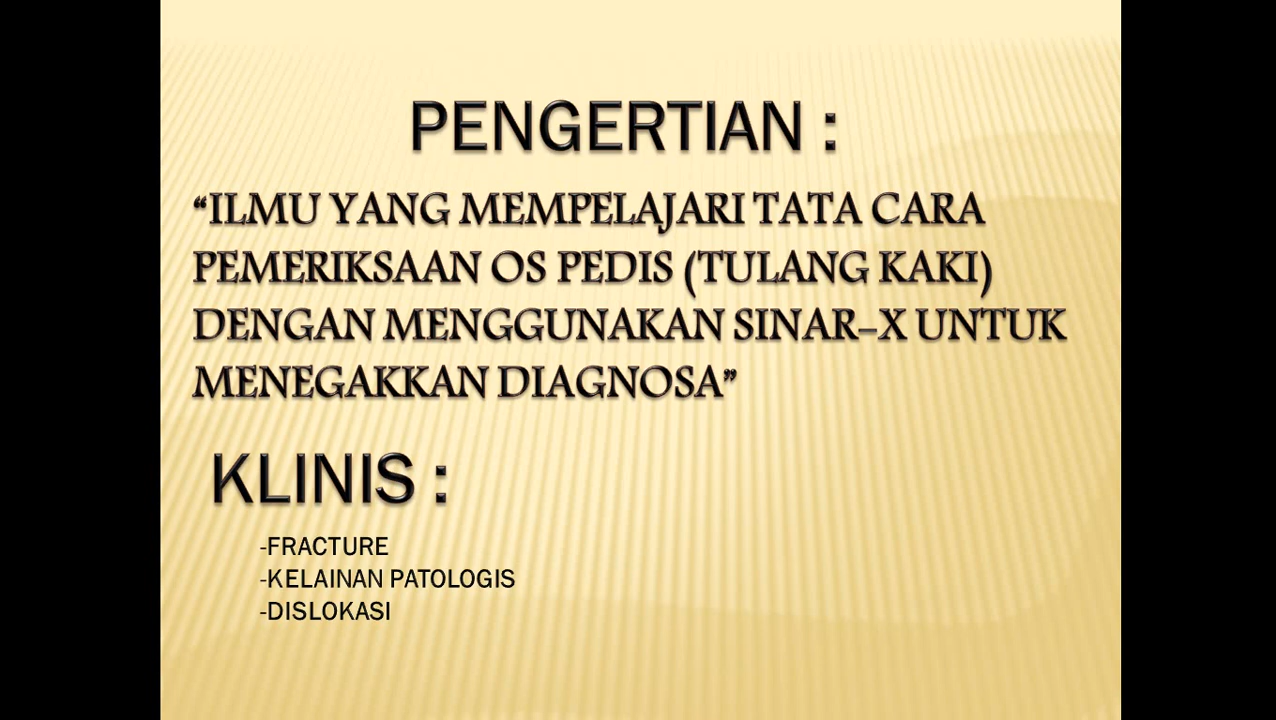 PENGERTIAN :
“ILMU YANG MEMPELAJARI TATA CARA
PEMERIKSAAN OS PEDIS (TULANG KAKI)
DENGAN MENGGUNAKAN SINAR-X UNTUK
MENEGAKKAN DIAGNOSA”
KLINIS :
-FRACTURE
-KELAINAN PATOLOGIS
-DISLOKASI